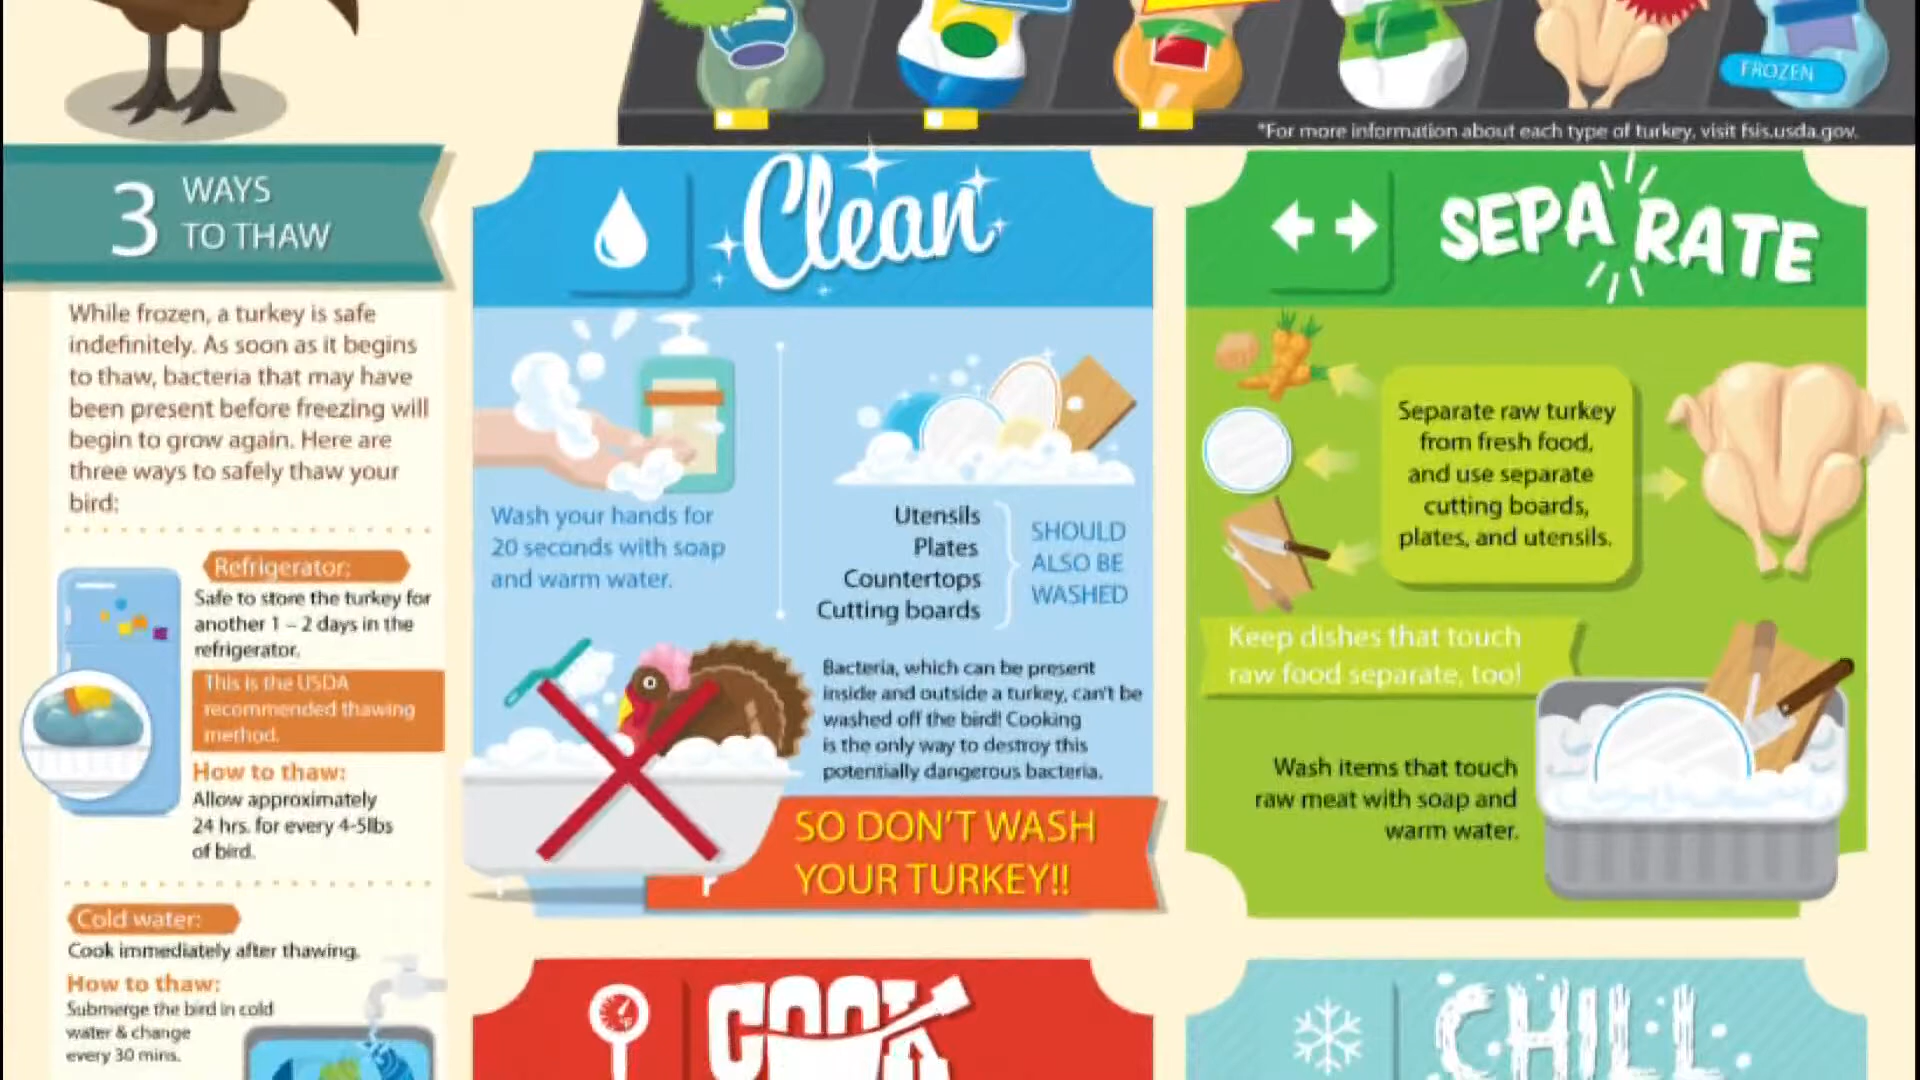 FROZEN
*For more information about each type of turkey, visit fsis.usda.gov.
3 WAYS
TO THAW
While frozen, a turkey is safe
indefinitely. As soon as it begins
to thaw, bacteria that may have
been present before freezing will
begin to grow again. Here are
three ways to safely thaw your
bird:
Refrigerator:
Safe to store the turkey for
another 1 – 2 days in the
refrigerator.
This is the USDA
recommended thawing
method.
How to thaw:
Allow approximately
24 hrs. for every 4-5lbs
of bird.
Cold water:
Cook immediately after thawing.
How to thaw:
Submerge the bird in cold
water & change
every 30 mins.
Clean
Wash your hands for
20 seconds with soap
and warm water.
Utensils
Plates
Countertops
Cutting boards
SHOULD
ALSO BE
WASHED
Bacteria, which can be present
inside and outside a turkey, can't be
washed off the bird! Cooking
is the only way to destroy this
potentially dangerous bacteria.
SO DON'T WASH
YOUR TURKEY!!
SEPARATE
Separate raw turkey
from fresh food,
and use separate
cutting boards,
plates, and utensils.
Keep dishes that touch
raw food separate, too!
Wash items that touch
raw meat with soap and
warm water.
COOK
°F
CHILL